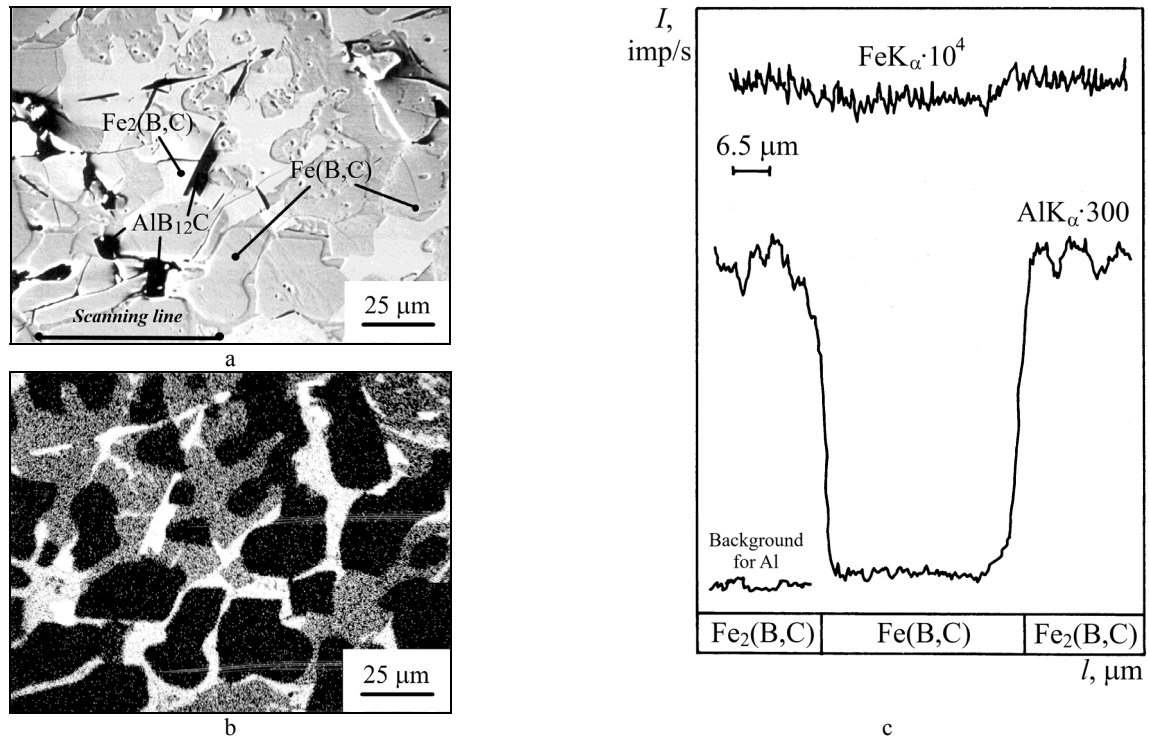 Fe₂(B,C)
Fe(B,C)
AlB₁₂C
Scanning line
25 μm
a
25 μm
b
I,
imp/s
FeKα·10⁴
6.5 μm
AlKα·300
Background
for Al
Fe₂(B,C) Fe(B,C) Fe₂(B,C)
l, μm
c